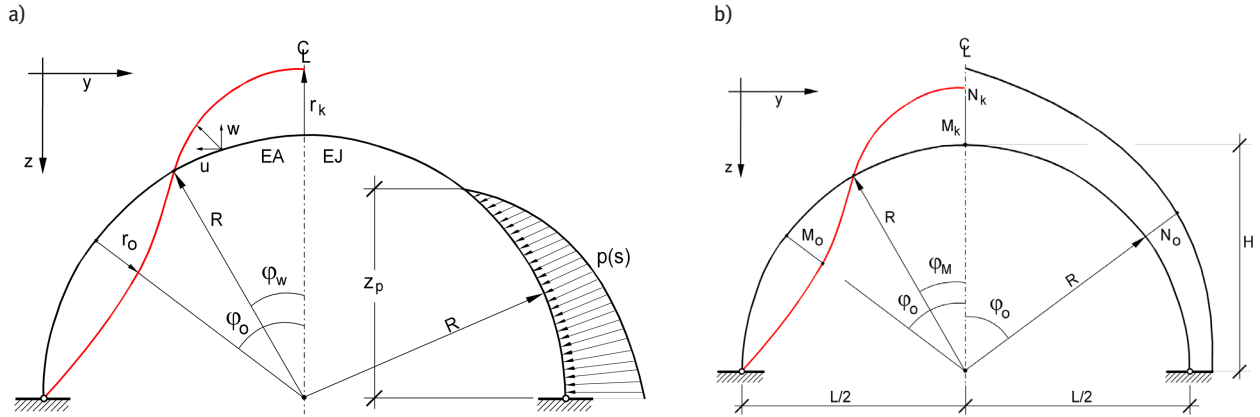 a)
℄
y
z
r_k
w
u
EA
EJ
r_o
R
φ_w
φ_o
z_p
R
p(s)
b)
℄
y
z
N_k
M_k
M_o
R
φ_M
φ_o
φ_o
R
N_o
H
L/2
L/2